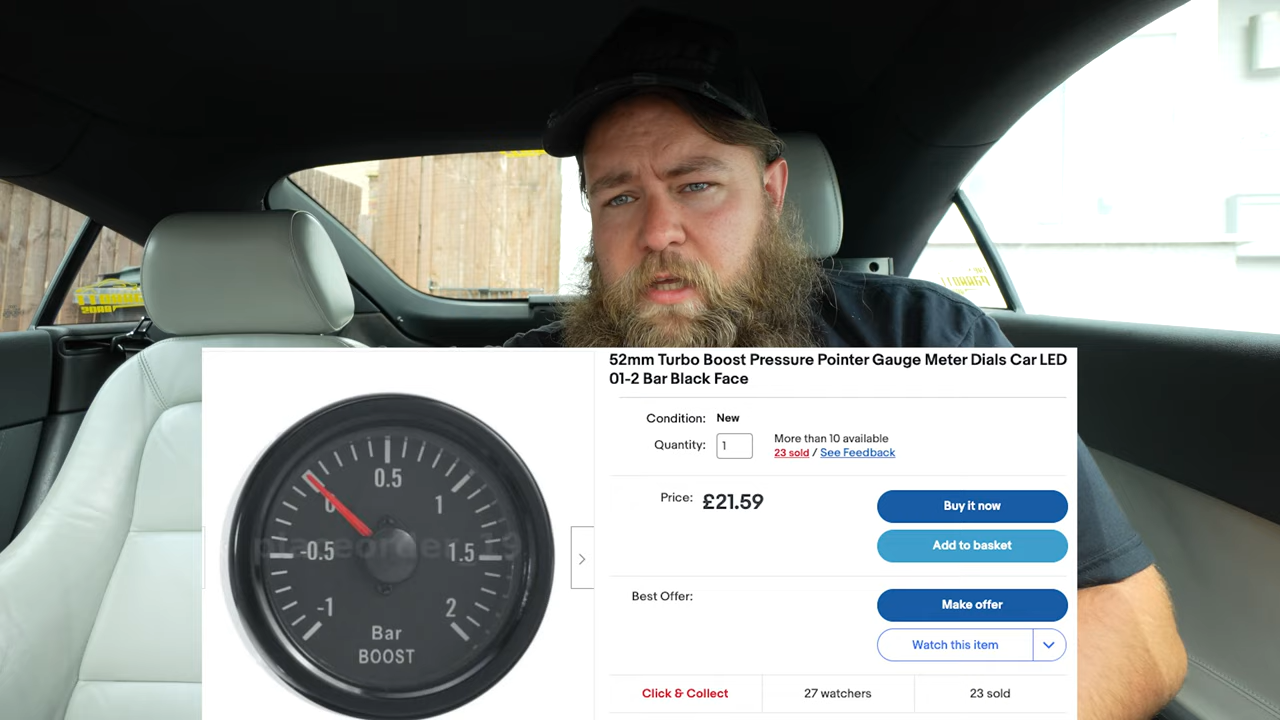 52mm Turbo Boost Pressure Pointer Gauge Meter Dials Car LED
01-2 Bar Black Face
Condition: New
Quantity: 1
More than 10 available
23 sold / See Feedback
Price: £21.59
Buy it now
Add to basket
Best Offer:
Make offer
Watch this item
Click & Collect
27 watchers
23 sold
0.5
0
1
-0.5
1.5
-1
2
Bar
BOOST